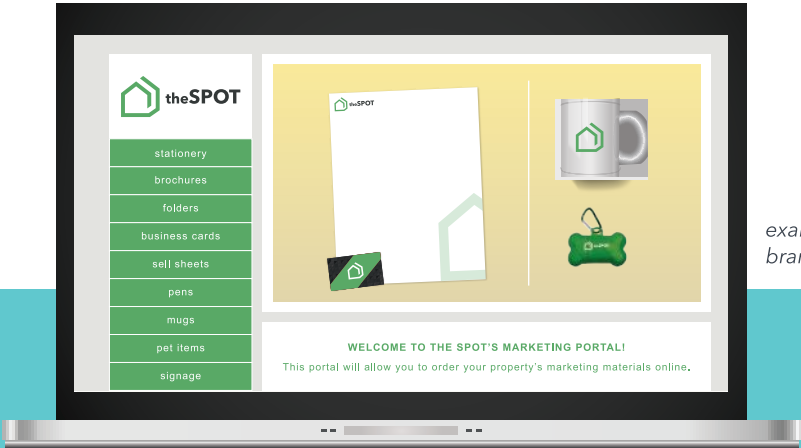 theSPOT
stationery
brochures
folders
business cards
sell sheets
pens
mugs
pet items
signage
theSPOT
theSPOT
WELCOME TO THE SPOT'S MARKETING PORTAL!
This portal will allow you to order your property's marketing materials online.